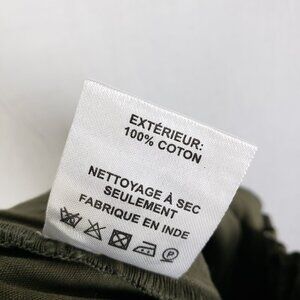 EXTÉRIEUR:
100% COTON
NETTOYAGE À SEC
SEULEMENT
FABRIQUE EN INDE